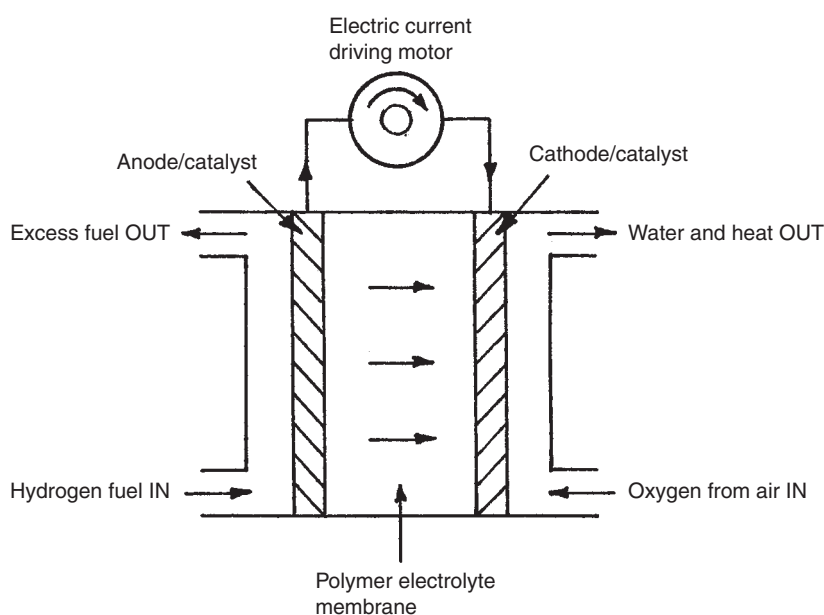 Electric current
driving motor
Anode/catalyst
Cathode/catalyst
Excess fuel OUT
Water and heat OUT
Hydrogen fuel IN
Oxygen from air IN
Polymer electrolyte
membrane